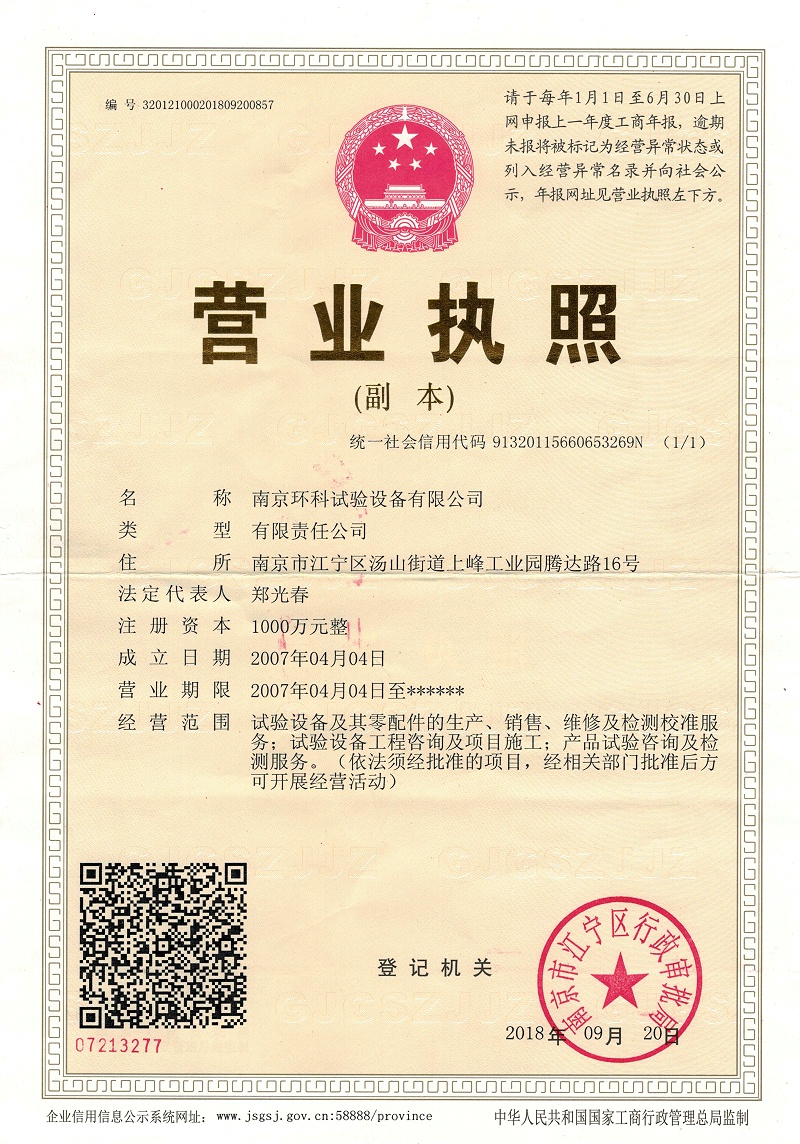 编 号 320121000201809200857
请于每年1月1日至6月30日上
网申报上一年度工商年报，逾期
未报将被标记为经营异常状态或
列入经营异常名录并向社会公
示，年报网址见营业执照左下方。
营业执照
(副 本)
统一社会信用代码 91320115660653269N （1/1）
名 称 南京环科试验设备有限公司
类 型 有限责任公司
住 所 南京市江宁区汤山街道上峰工业园腾达路16号
法定代表人 郑光春
注册资本 1000万元整
成立日期 2007年04月04日
营业期限 2007年04月04日至******
经营范围 试验设备及其零配件的生产、销售、维修及检测校准服
务；试验设备工程咨询及项目施工；产品试验咨询及检
测服务。（依法须经批准的项目，经相关部门批准后方
可开展经营活动）
07213277
登记机关
南京市江宁区行政审批局
2018年 09月 20日
企业信用信息公示系统网址： www.jsgsj.gov.cn:58888/province
中华人民共和国国家工商行政管理总局监制